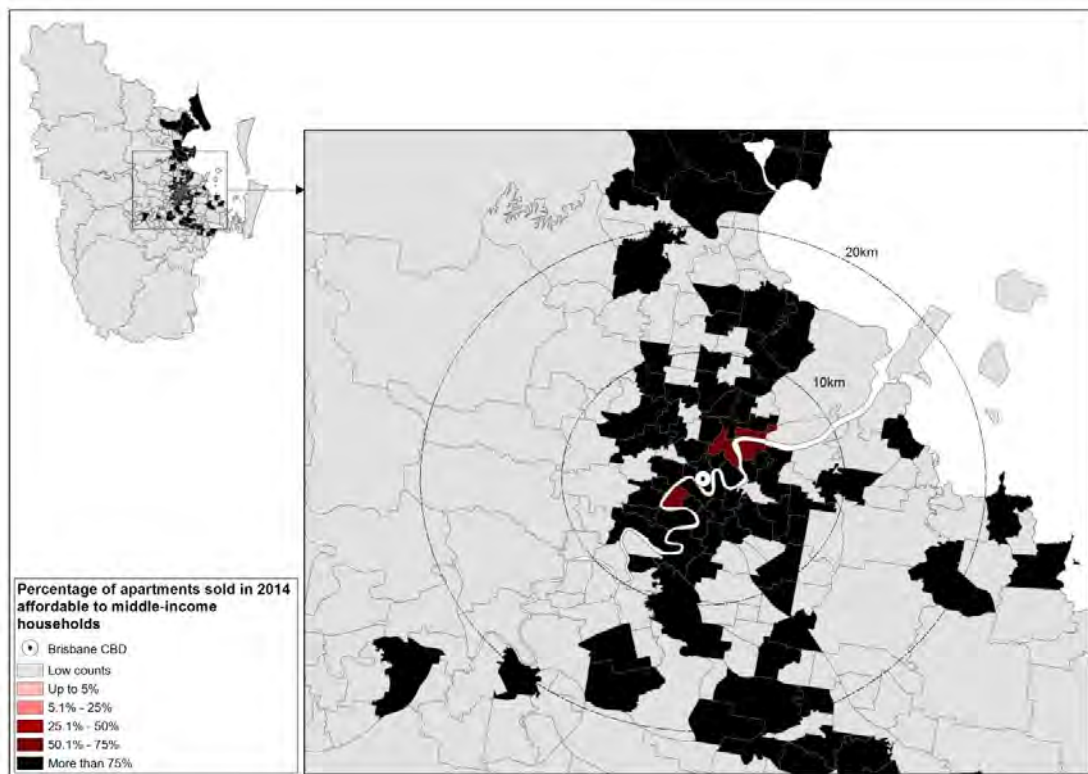 20km
10km
Percentage of apartments sold in 2014
affordable to middle-income
households
Brisbane CBD
Low counts
Up to 5%
5.1% - 25%
25.1% - 50%
50.1% - 75%
More than 75%